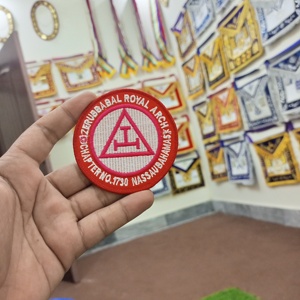 ZERUBBABAL ROYAL ARCH
CHAPTER NO.1730 NASSAU BAHAMAS